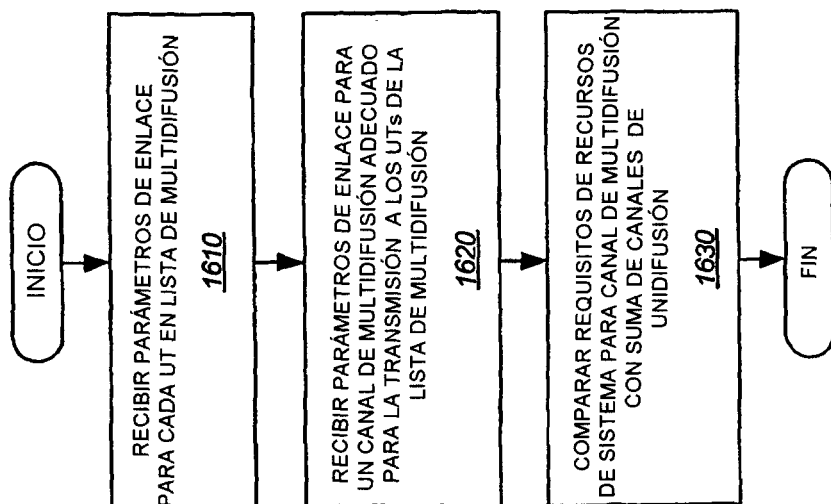 INICIO
RECIBIR PARÁMETROS DE ENLACE
PARA CADA UT EN LISTA DE MULTIDIFUSIÓN
1610
RECIBIR PARÁMETROS DE ENLACE PARA
UN CANAL DE MULTIDIFUSIÓN ADECUADO
PARA LA TRANSMISIÓN A LOS UTs DE LA
LISTA DE MULTIDIFUSIÓN
1620
COMPARAR REQUISITOS DE RECURSOS
DE SISTEMA PARA CANAL DE MULTIDIFUSIÓN
CON SUMA DE CANALES DE
UNIDIFUSIÓN
1630
FIN